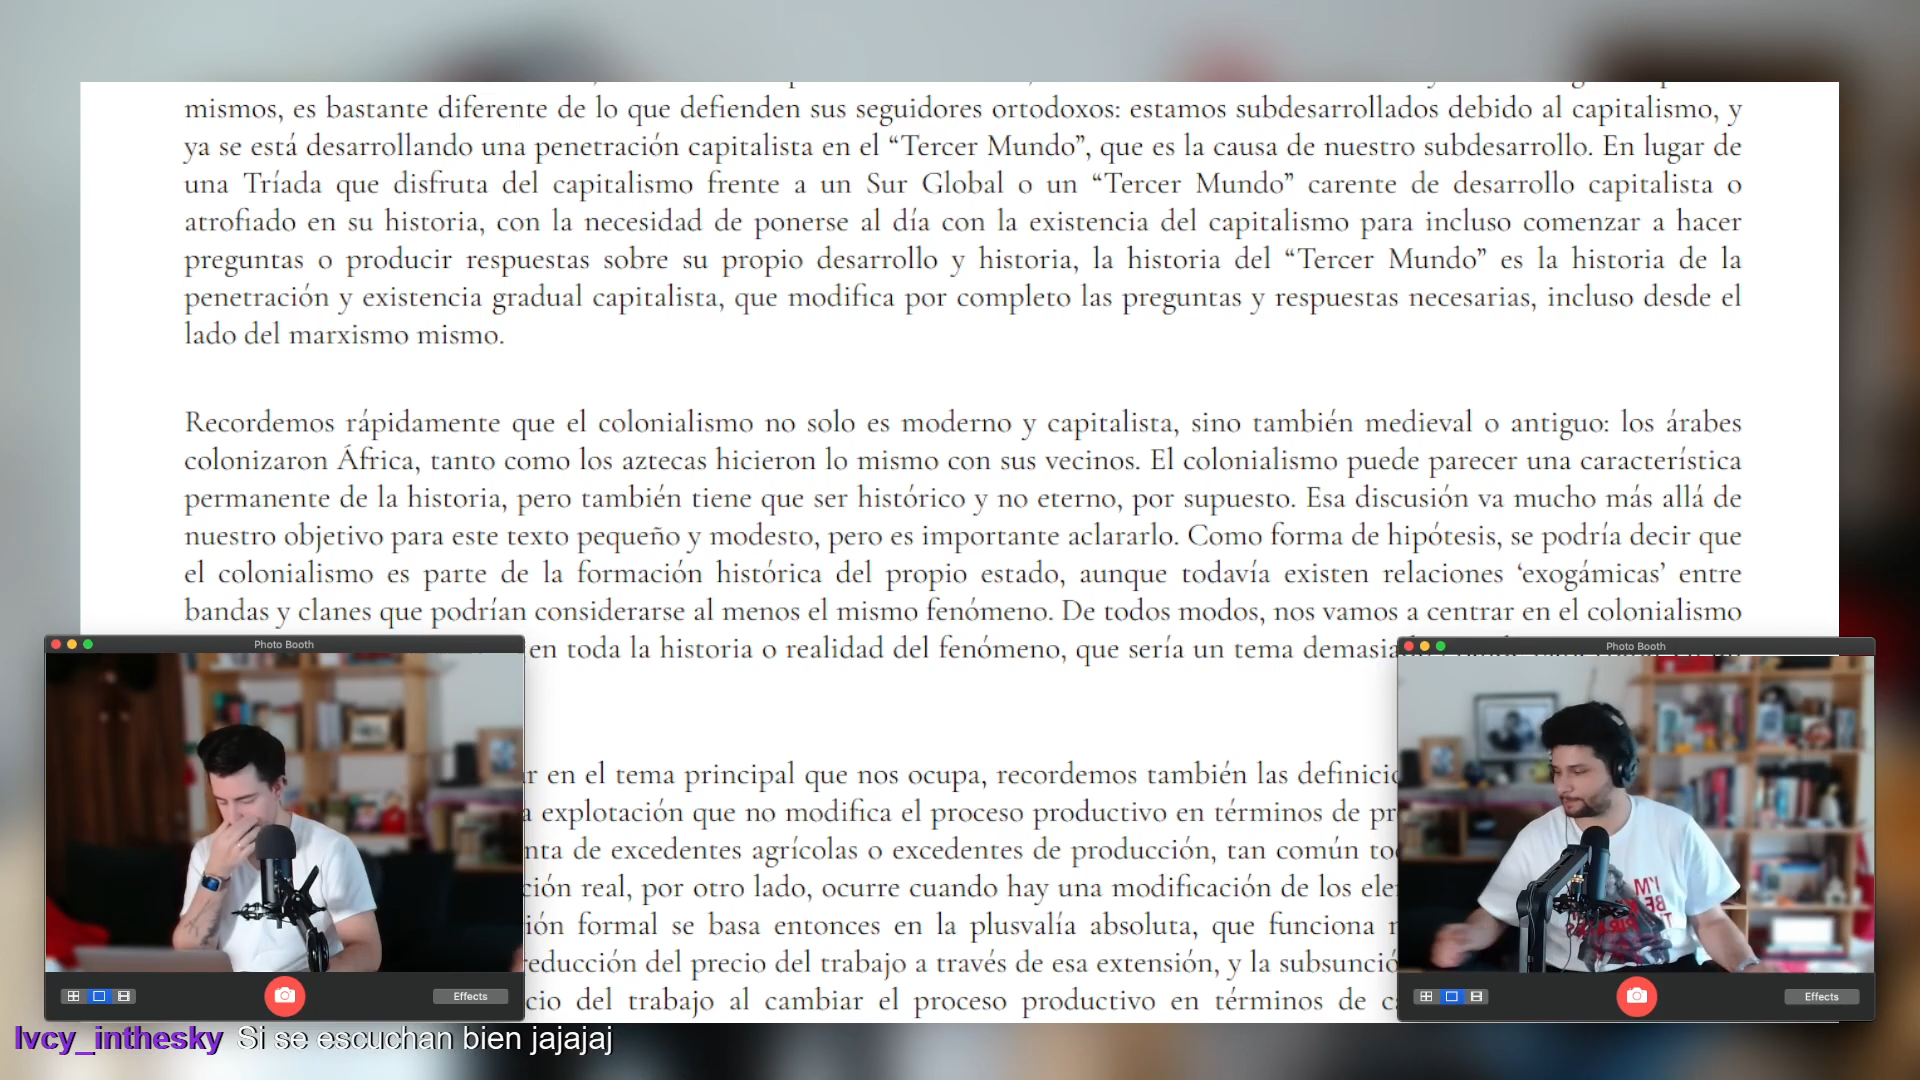 mismos, es bastante diferente de lo que defienden sus seguidores ortodoxos: estamos subdesarrollados debido al capitalismo, y
ya se está desarrollando una penetración capitalista en el “Tercer Mundo”, que es la causa de nuestro subdesarrollo. En lugar de
una Tríada que disfruta del capitalismo frente a un Sur Global o un “Tercer Mundo” carente de desarrollo capitalista o
atrofiado en su historia, con la necesidad de ponerse al día con la existencia del capitalismo para incluso comenzar a hacer
preguntas o producir respuestas sobre su propio desarrollo y historia, la historia del “Tercer Mundo” es la historia de la
penetración y existencia gradual capitalista, que modifica por completo las preguntas y respuestas necesarias, incluso desde el
lado del marxismo mismo.
Recordemos rápidamente que el colonialismo no solo es moderno y capitalista, sino también medieval o antiguo: los árabes
colonizaron África, tanto como los aztecas hicieron lo mismo con sus vecinos. El colonialismo puede parecer una característica
permanente de la historia, pero también tiene que ser histórico y no eterno, por supuesto. Esa discusión va mucho más allá de
nuestro objetivo para este texto pequeño y modesto, pero es importante aclararlo. Como forma de hipótesis, se podría decir que
el colonialismo es parte de la formación histórica del propio estado, aunque todavía existen relaciones ‘exogámicas’ entre
bandas y clanes que podrían considerarse al menos el mismo fenómeno. De todos modos, nos vamos a centrar en el colonialismo
en toda la historia o realidad del fenómeno, que sería un tema
en el tema principal que nos ocupa, recordemos también las
explotación que no modifica el proceso productivo en términos de
de excedentes agrícolas o excedentes de producción, tan común
real, por otro lado, ocurre cuando hay una modificación de los
formal se basa entonces en la plusvalía absoluta, que funciona
del precio del trabajo a través de esa extensión, y la
del trabajo al cambiar el proceso productivo en términos de
Photo Booth
Effects
Photo Booth
Effects
lvcy_inthesky Si se escuchan bien jajajaj